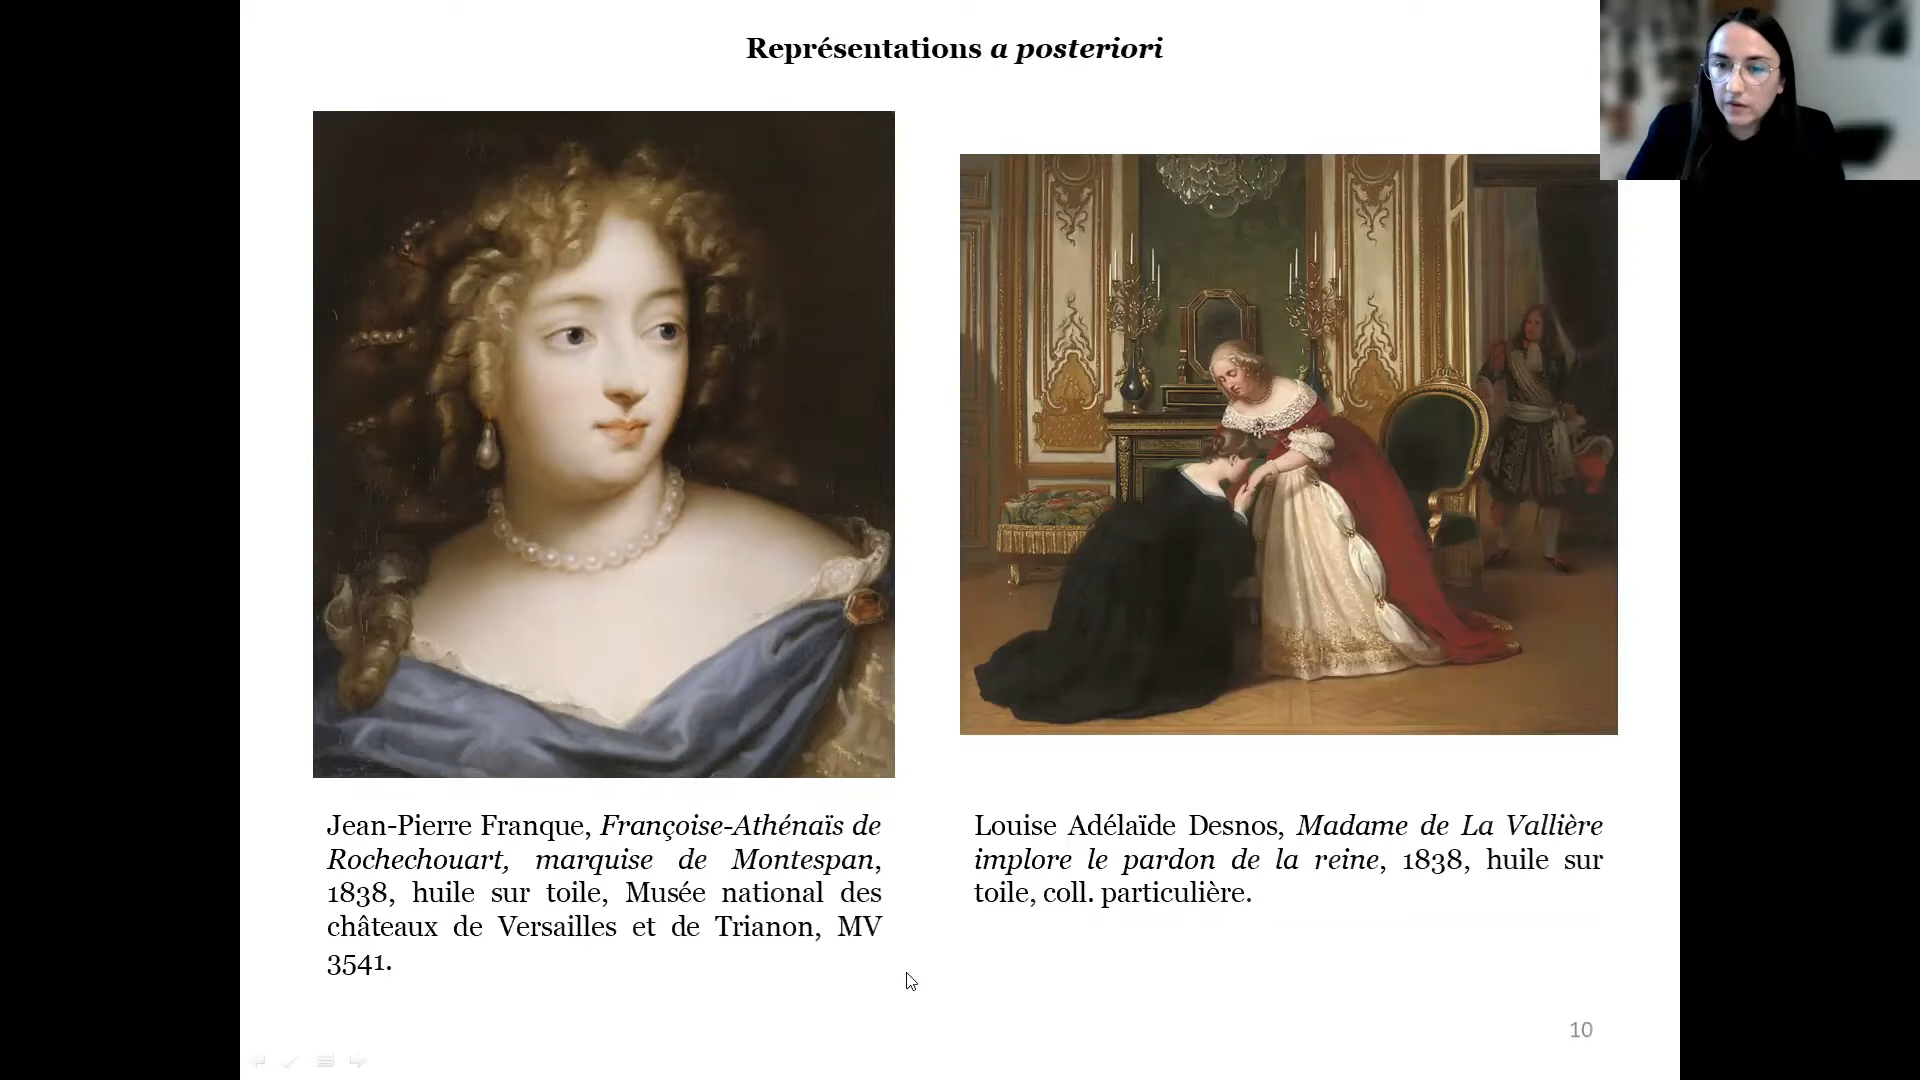 Représentations a posteriori
Jean-Pierre Franque, Françoise-Athénaïs de
Rochechouart, marquise de Montespan,
1838, huile sur toile, Musée national des
châteaux de Versailles et de Trianon, MV
3541.
Louise Adélaïde Desnos, Madame de La Vallière
implore le pardon de la reine, 1838, huile sur
toile, coll. particulière.
10